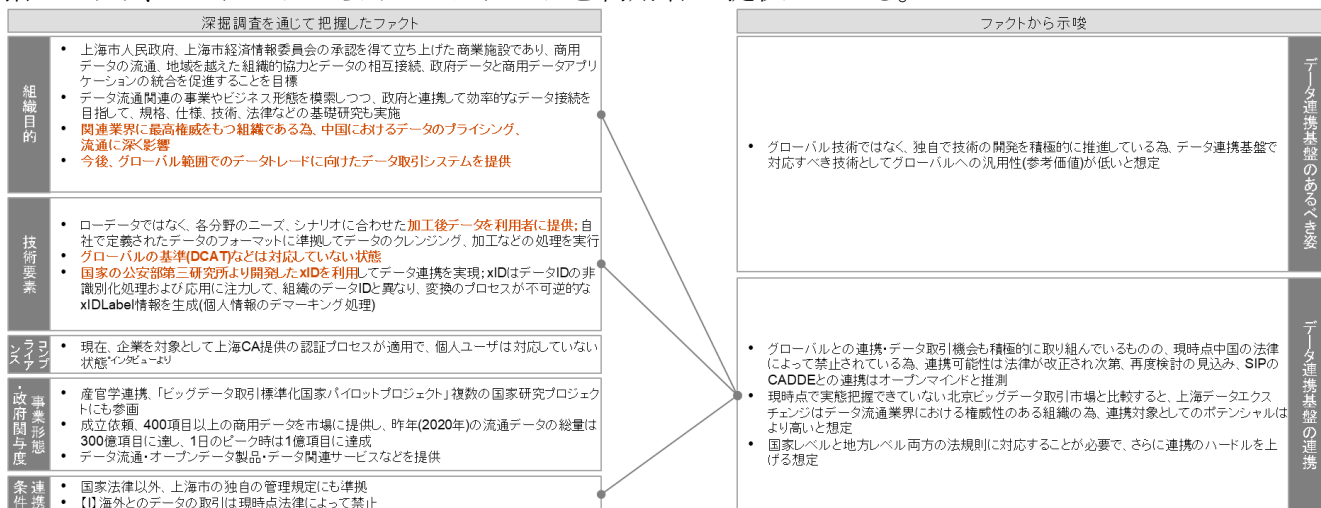 深掘調査を通じて把握したファクト
ファクトから示唆
組織目的
• 上海市人民政府、上海市経済情報委員会の承認を得て立ち上げた商業施設であり、商用
データの流通、地域を越えた組織的協力とデータの相互接続、政府データと商用データアプリ
ケーションの統合を促進することを目標
• データ流通関連の事業やビジネス形態を模索しつつ、政府と連携して効率的なデータ接続を
目指して、規格、仕様、技術、法律などの基礎研究も実施
• 関連業界に最高権威をもつ組織である為、中国におけるデータのプライシング、
流通に深く影響
• 今後、グローバル範囲でのデータトレードに向けたデータ取引システムを提供
技術要素
• ローデータではなく、各分野のニーズ、シナリオに合わせた加工後データを利用者に提供; 自
社で定義されたデータのフォーマットに準拠してデータのクレンジング、加工などの処理を実行
• グローバルの基準(DCAT)などは対応していない状態
• 国家の公安部第三研究所より開発したxIDを利用してデータ連携を実現; xIDはデータIDの非
識別化処理および応用に注力して、組織のデータIDと異なり、変換のプロセスが不可逆的な
xIDLabel情報を生成(個人情報のデマーキング処理)
コンプライアンス
• 現在、企業を対象として上海CA提供の認証プロセスが適用で、個人ユーザは対応していない
状態*インタビューより
事業形態・政府関与度
• 産官学連携、「ビッグデータ取引標準化国家パイロットプロジェクト」複数の国家研究プロジェク
トにも参画
• 成立依頼、400項目以上の商用データを市場に提供し、昨年(2020年)の流通データの総量は
300億項目に達し、1日のピーク時は1億項目に達成
• データ流通・オープンデータ製品・データ関連サービスなどを提供
連携条件
• 国家法律以外、上海市の独自の管理規定にも準拠
• 【I】海外とのデータの取引は現時点法律によって禁止
データ連携基盤のあるべき姿
• グローバル技術ではなく、独自で技術の開発を積極的に推進している為、データ連携基盤で
対応すべき技術としてグローバルへの汎用性(参考価値)が低いと想定
データ連携基盤の連携
• グローバルとの連携・データ取引機会も積極的に取り組んでいるものの、現時点中国の法律
によって禁止されている為、連携可能性は法律が改正され次第、再度検討の見込み、SIPの
CADDEとの連携はオープンマインドと推測
• 現時点で実態把握できていない北京ビッグデータ取引市場と比較すると、上海データエクス
チェンジはデータ流通業界における権威性のある組織の為、連携対象としてのポテンシャルは
より高いと想定
• 国家レベルと地方レベル両方の法規則に対応することが必要で、さらに連携のハードルを上
げる想定